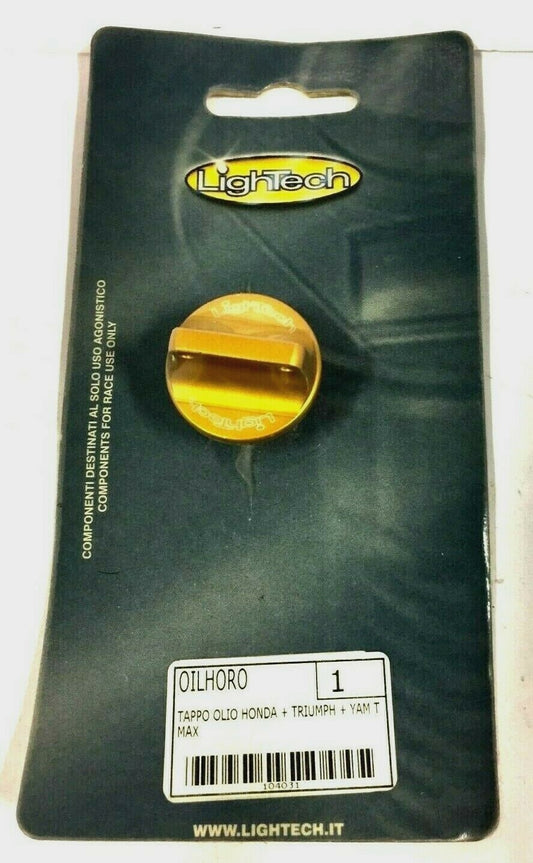 LighTech
Lightech
LighTech
COMPONENTI DESTINATI AL SOLO USO AGONISTICO
COMPONENTS FOR RACE USE ONLY
OILHORO
1
TAPPO OLIO HONDA + TRIUMPH + YAM T
MAX
104031
WWW.LIGHTECH.IT